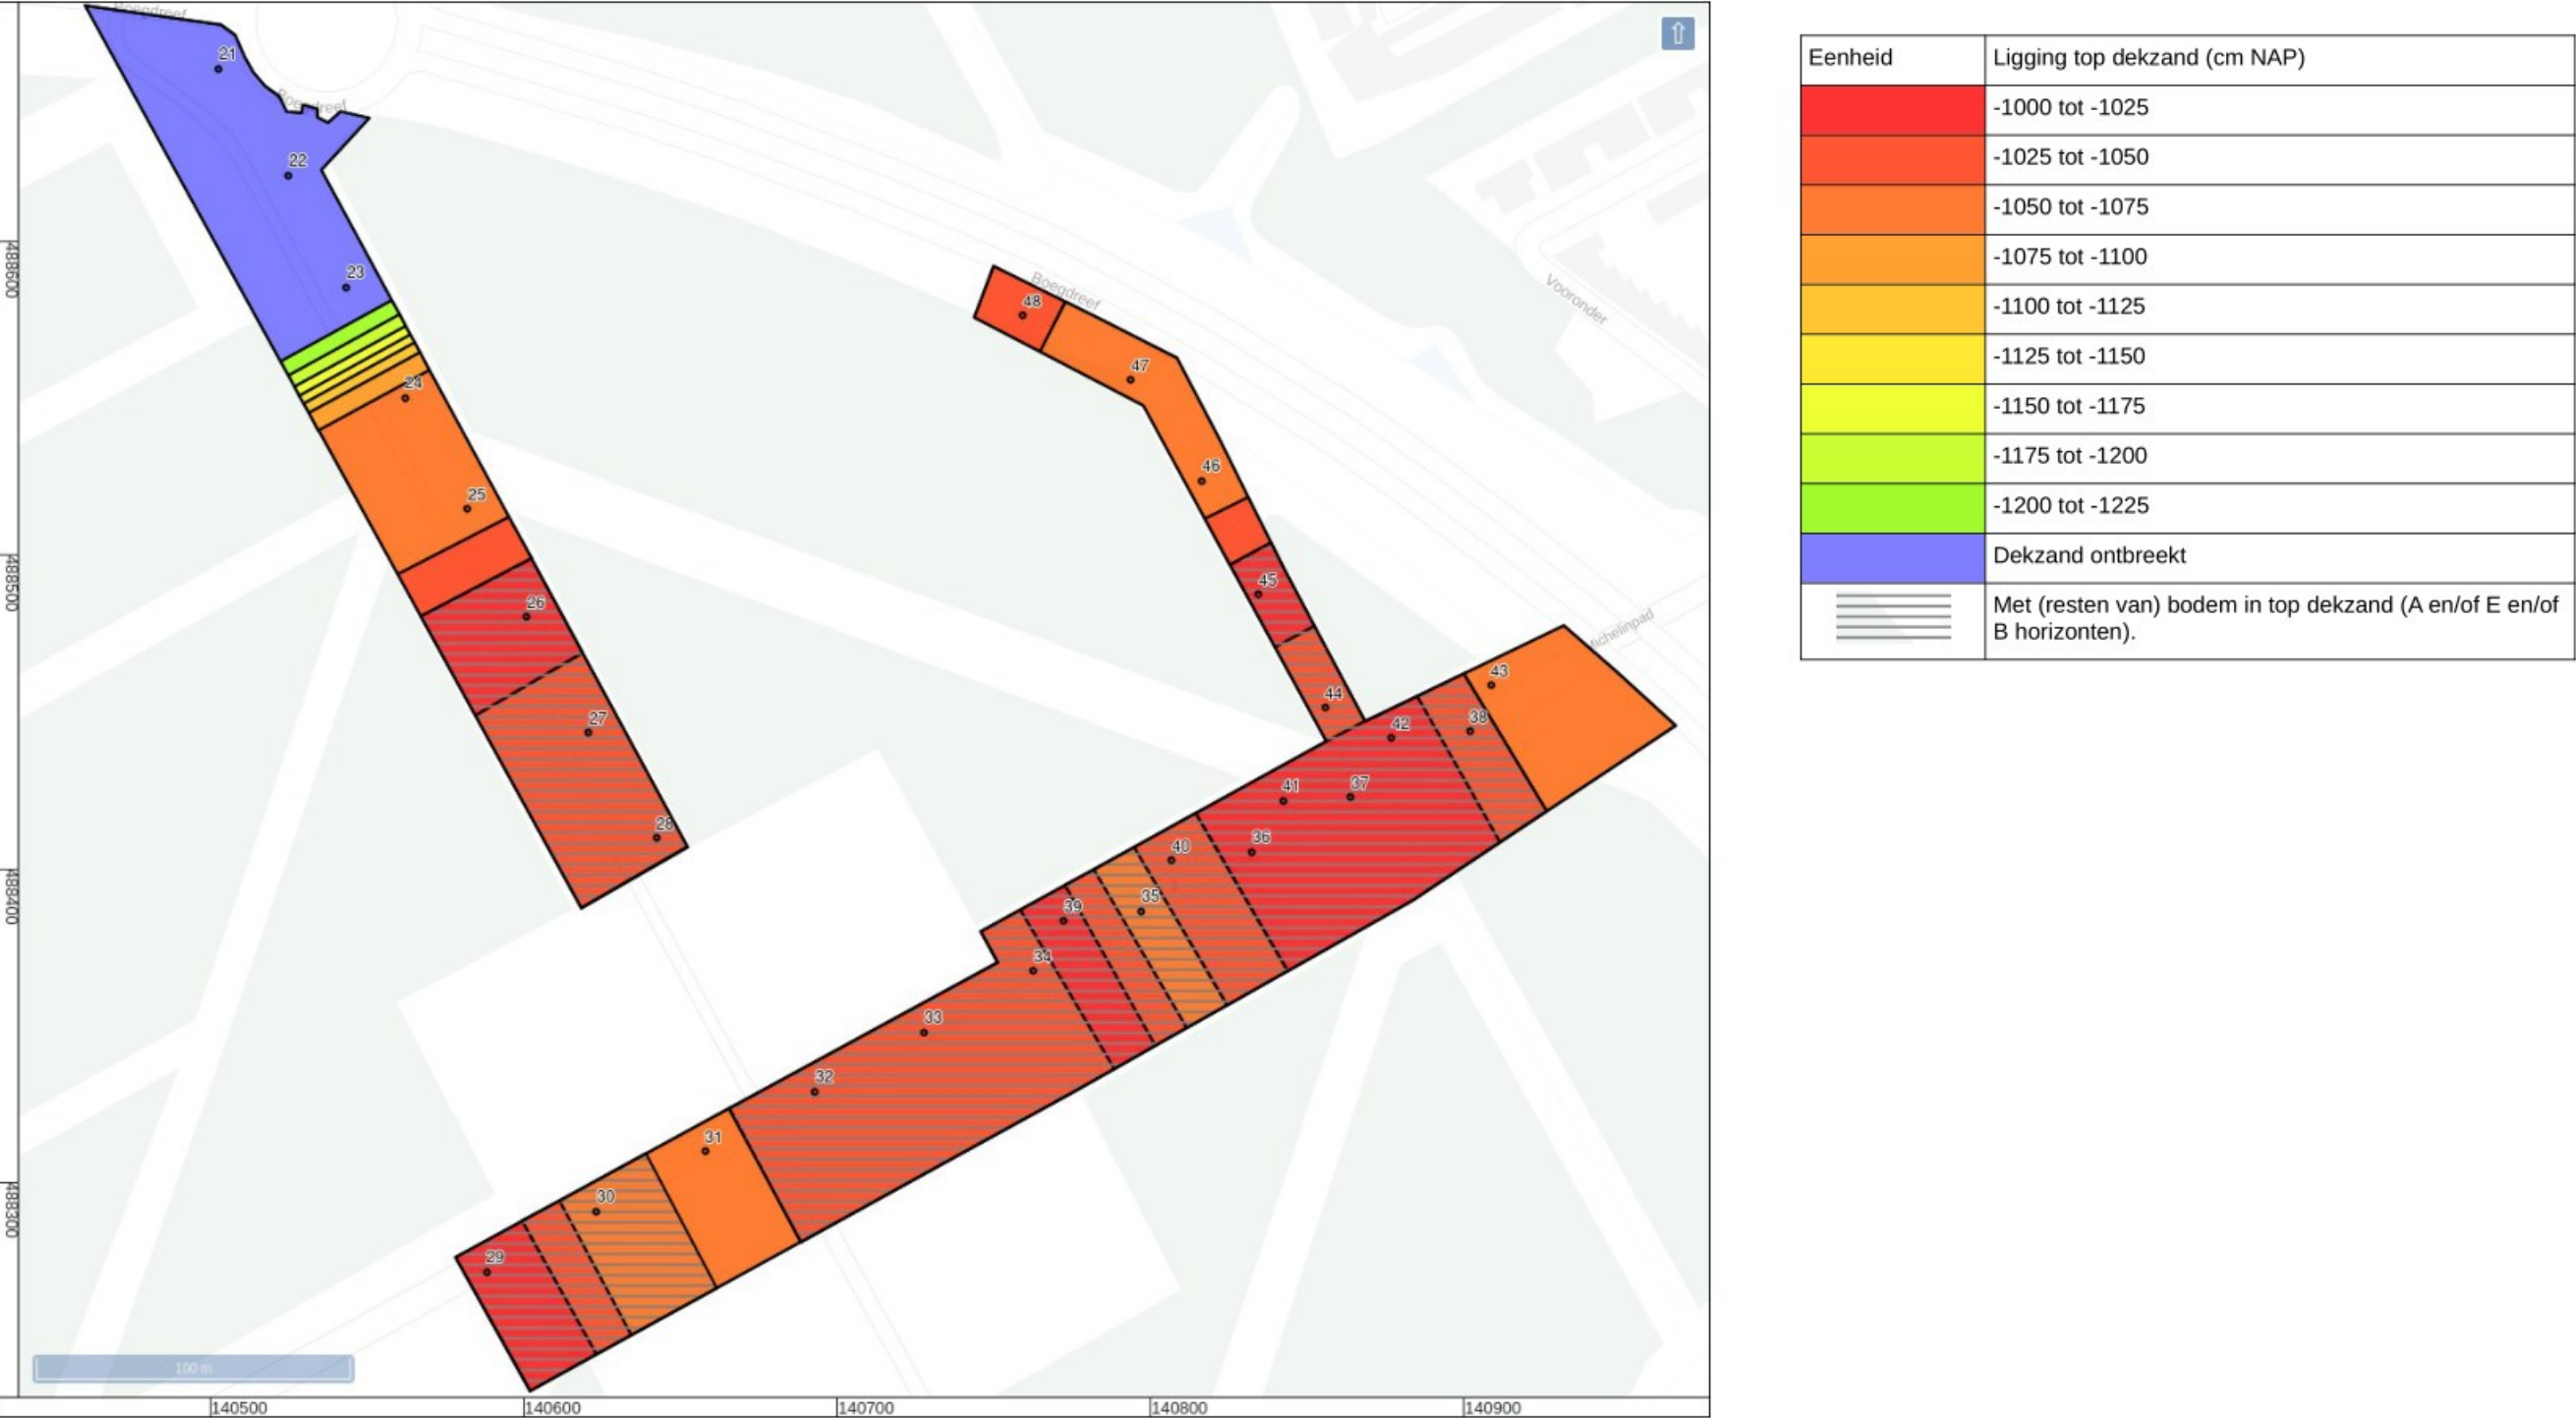 Boegdreef
21
Boegdreef
22
23
24
25
26
27
28
Boegdreef
48
47
46
45
44
Vooronder
Michelinpad
43
38
42
41
37
36
40
35
39
34
33
32
31
30
29
488600
488500
488400
488300
100 m
140500
140600
140700
140800
140900
Eenheid Ligging top dekzand (cm NAP)
-1000 tot -1025
-1025 tot -1050
-1050 tot -1075
-1075 tot -1100
-1100 tot -1125
-1125 tot -1150
-1150 tot -1175
-1175 tot -1200
-1200 tot -1225
Dekzand ontbreekt
Met (resten van) bodem in top dekzand (A en/of E en/of
B horizonten).